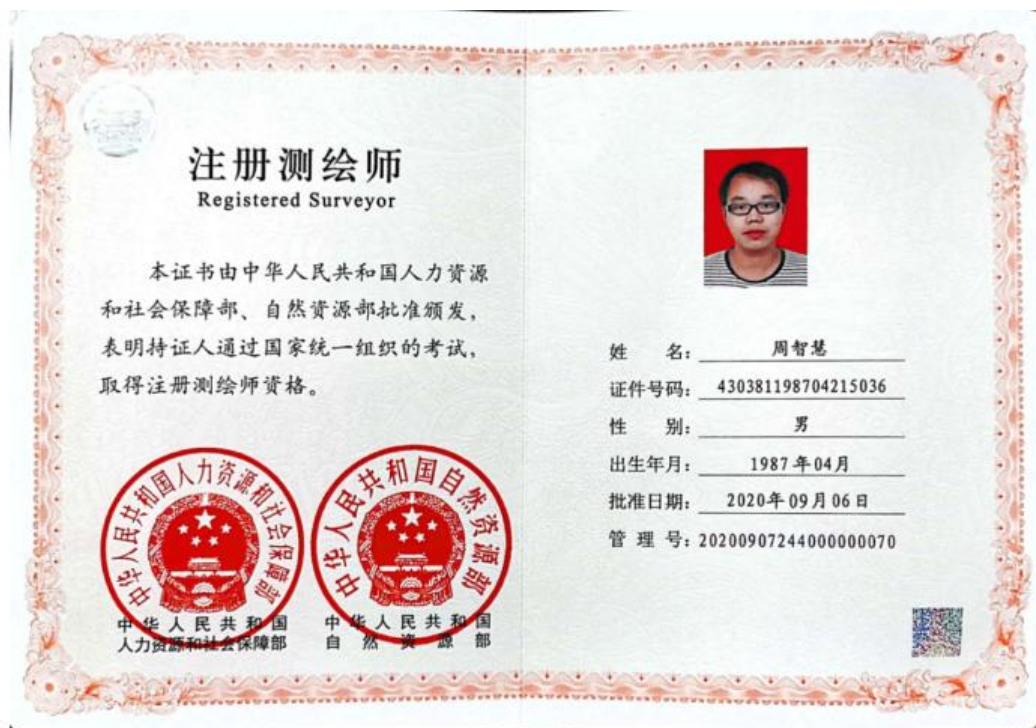 注册测绘师
Registered Surveyor
本证书由中华人民共和国人力资源
和社会保障部、自然资源部批准颁发，
表明持证人通过国家统一组织的考试，
取得注册测绘师资格。
中华人民共和国人力资源和社会保障部
中华人民共和国自然资源部
中华人民共和国
人力资源和社会保障部
中华人民共和国
自然资源部
姓 名：周智慧
证件号码：430381198704215036
性 别：男
出生年月：1987年04月
批准日期：2020年09月06日
管 理 号：20200907244000000070